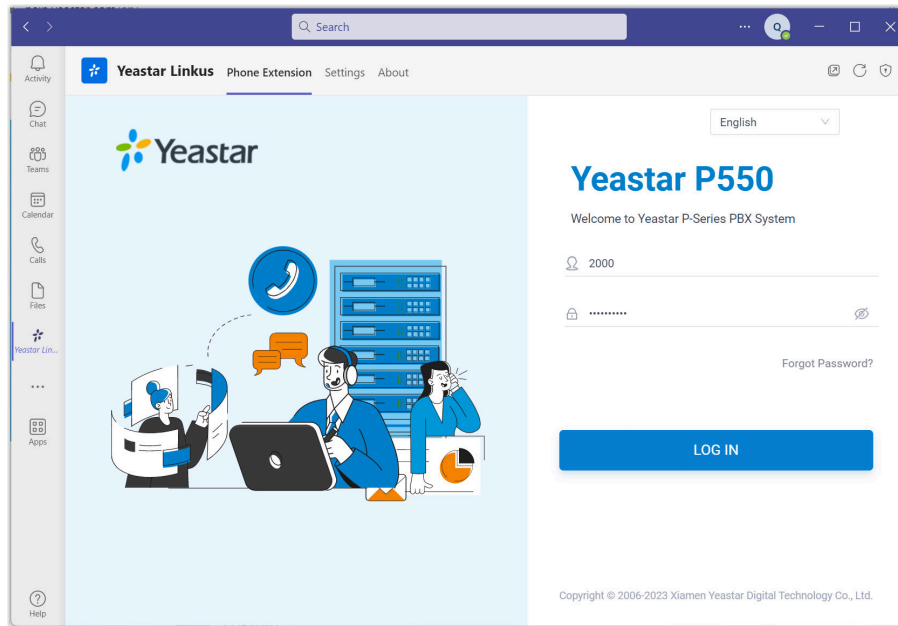 Search
Q
Activity
Chat
Teams
Calendar
Calls
Files
Yeastar Lin...
Apps
Help
Yeastar Linkus Phone Extension Settings About
Yeastar
English
Yeastar P550
Welcome to Yeastar P-Series PBX System
2000
••••••••••
Forgot Password?
LOG IN
Copyright © 2006-2023 Xiamen Yeastar Digital Technology Co., Ltd.